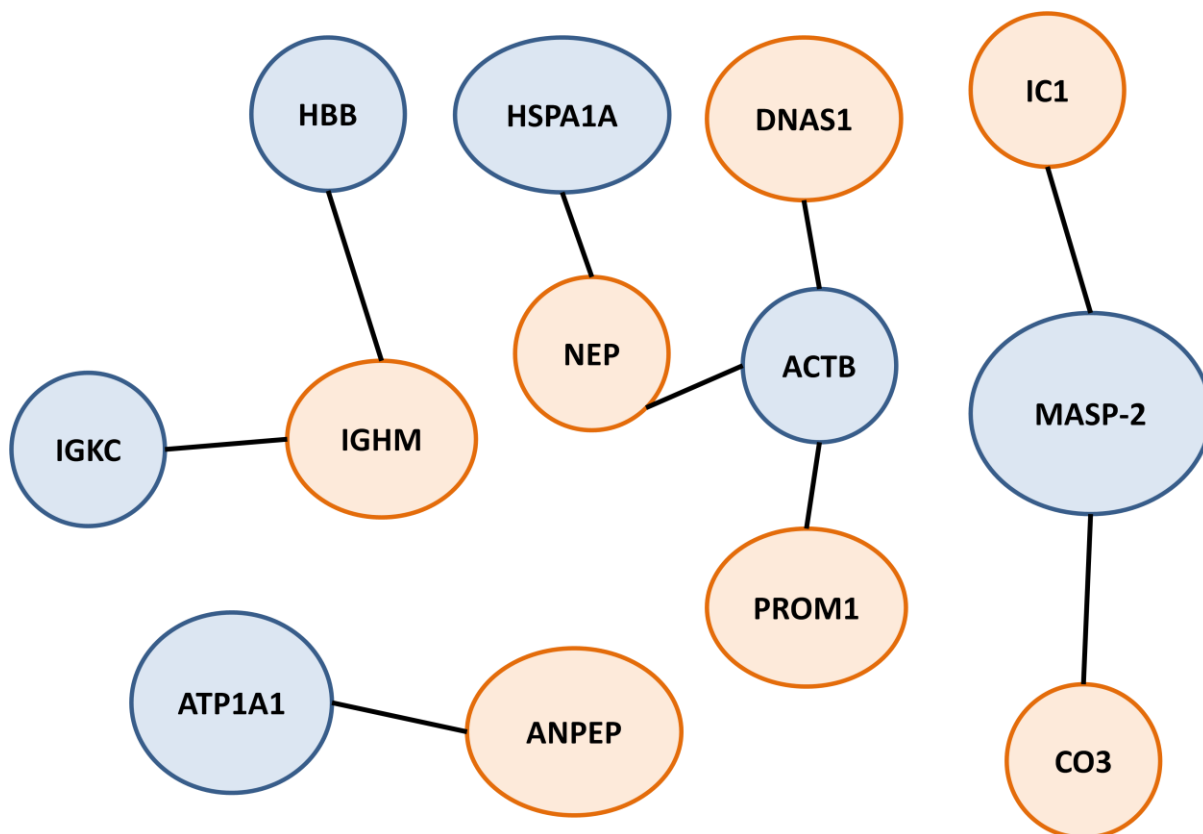 IC1
HBB
HSPA1A
DNAS1
NEP
ACTB
MASP-2
IGKC
IGHM
PROM1
ATP1A1
ANPEP
CO3